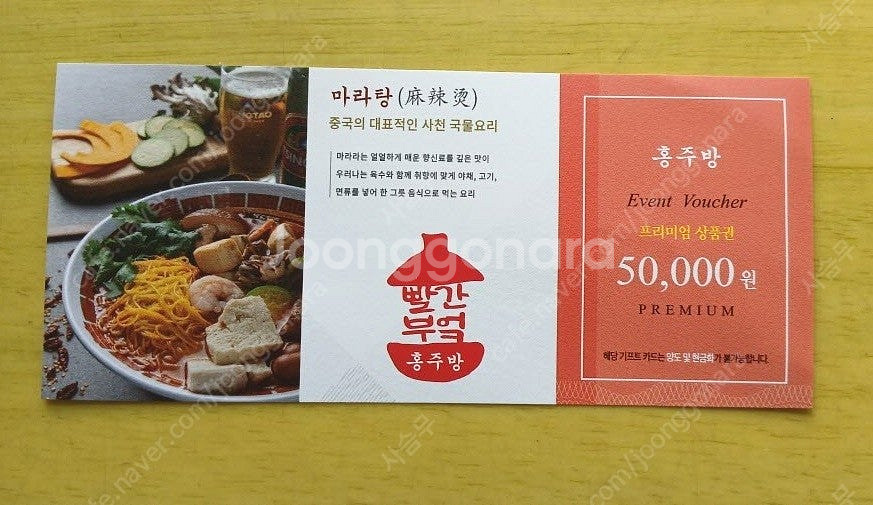 마라탕(麻辣烫)
중국의 대표적인 사천 국물요리
마라라는 얼얼하게 매운 향신료를 깊은 맛이
우러나는 육수와 함께 취향에 맞게 야채, 고기,
면류를 넣어 한 그릇 음식으로 먹는 요리
빨간
부엌
홍주방
홍주방
Event Voucher
프리미엄 상품권
50,000원
PREMIUM
해당 기프트 카드는 양도 및 현금화가 불가능합니다.
joonggonara